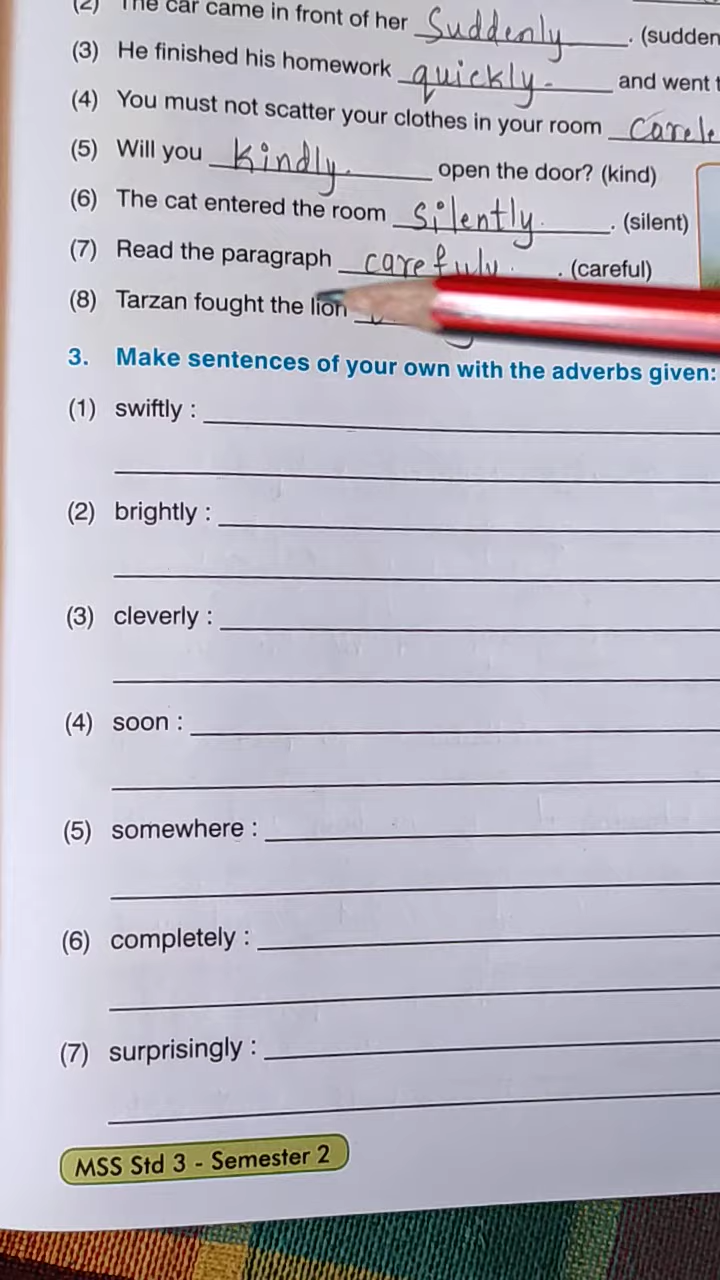 (2) The car came in front of her Suddenly. (sudden
(3) He finished his homework quickly. and went t
(4) You must not scatter your clothes in your room carele
(5) Will you kindly. open the door? (kind)
(6) The cat entered the room silently. (silent)
(7) Read the paragraph carefuly. (careful)
(8) Tarzan fought the lion
3. Make sentences of your own with the adverbs given:
(1) swiftly :
(2) brightly :
(3) cleverly :
(4) soon :
(5) somewhere :
(6) completely :
(7) surprisingly :
MSS Std 3 - Semester 2